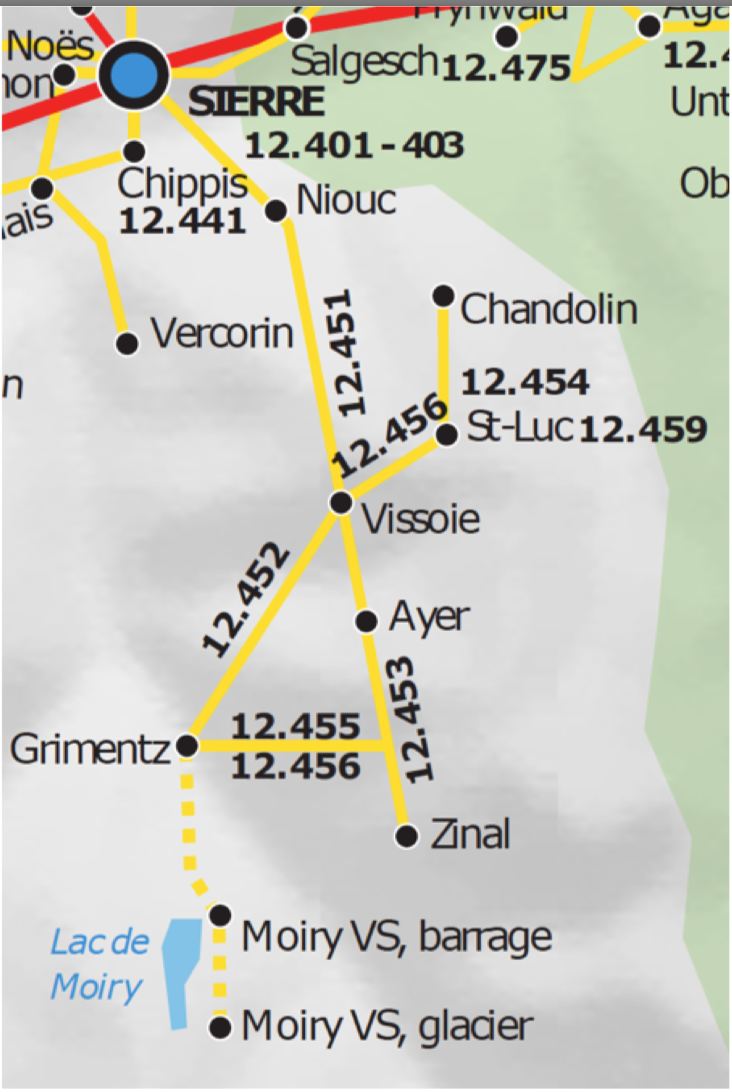 Noës
Salgesch
12.475
SIERRE
12.401 - 403
Chippis
12.441
Niouc
Vercorin
12.451
Chandolin
12.454
12.456
St-Luc 12.459
Vissoie
12.452
Ayer
12.453
Grimentz
12.455
12.456
Zinal
Lac de
Moiry
Moiry VS, barrage
Moiry VS, glacier